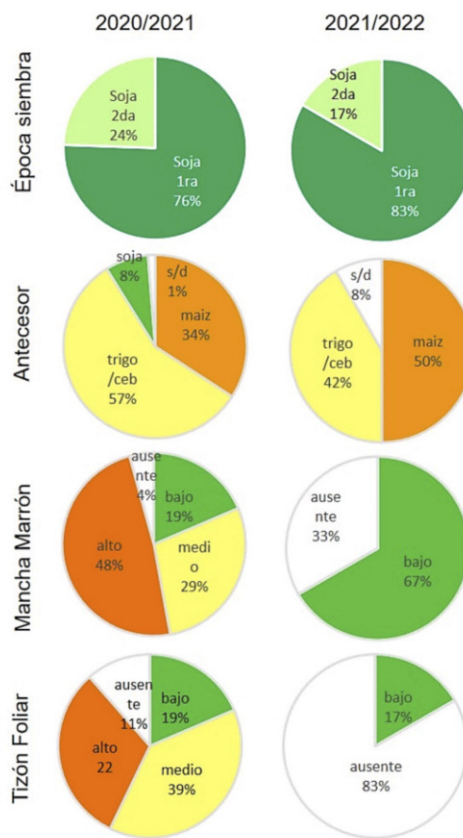 2020/2021
2021/2022
Época siembra
Soja
2da
24%
Soja
1ra
76%
Soja
2da
17%
Soja
1ra
83%
Antecesor
soja
8%
s/d
1%
maiz
34%
trigo
/ceb
57%
s/d
8%
trigo
/ceb
42%
maiz
50%
Mancha Marrón
ause
nte
4%
bajo
19%
alto
48%
medi
o
29%
ause
nte
33%
bajo
67%
Tizón Foliar
ausen
te
11%
bajo
19%
alto
22
medio
39%
bajo
17%
ausente
83%